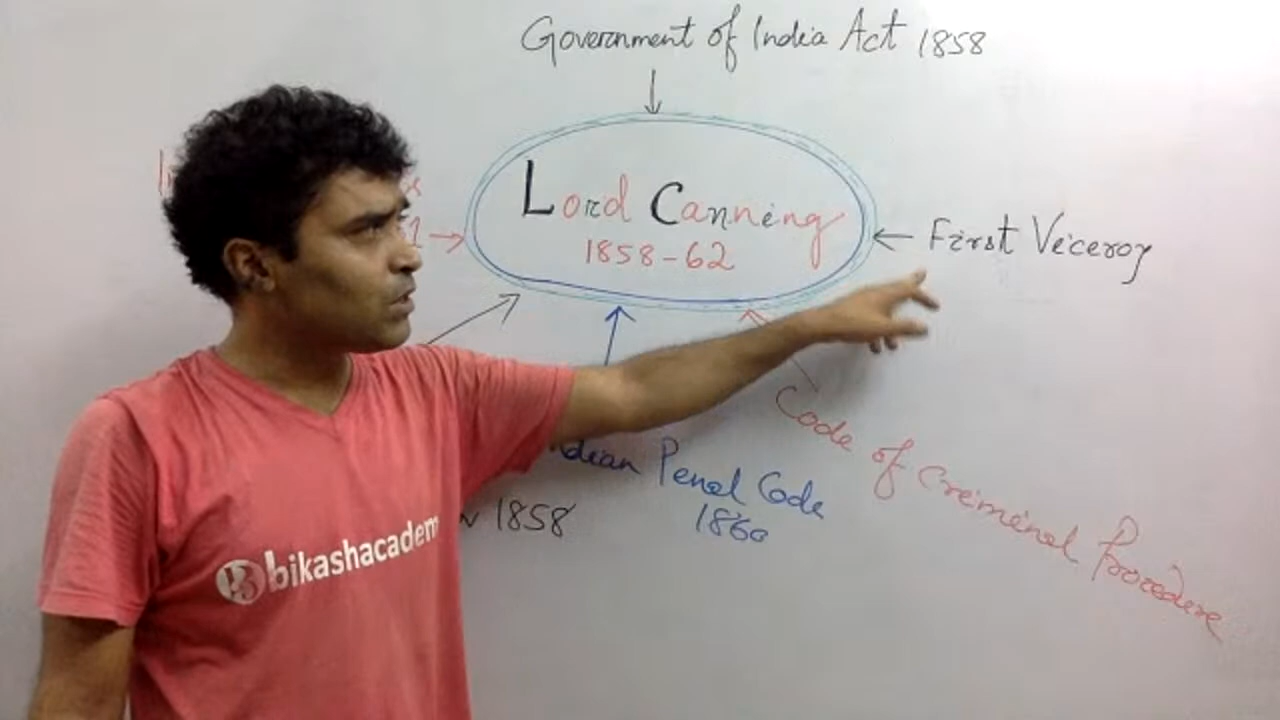 Government of India Act 1858
Lord Canning
1858-62
First Viceroy
Code of Criminal Procedure
Indian Penal Code
1860
1858
bikashacadem